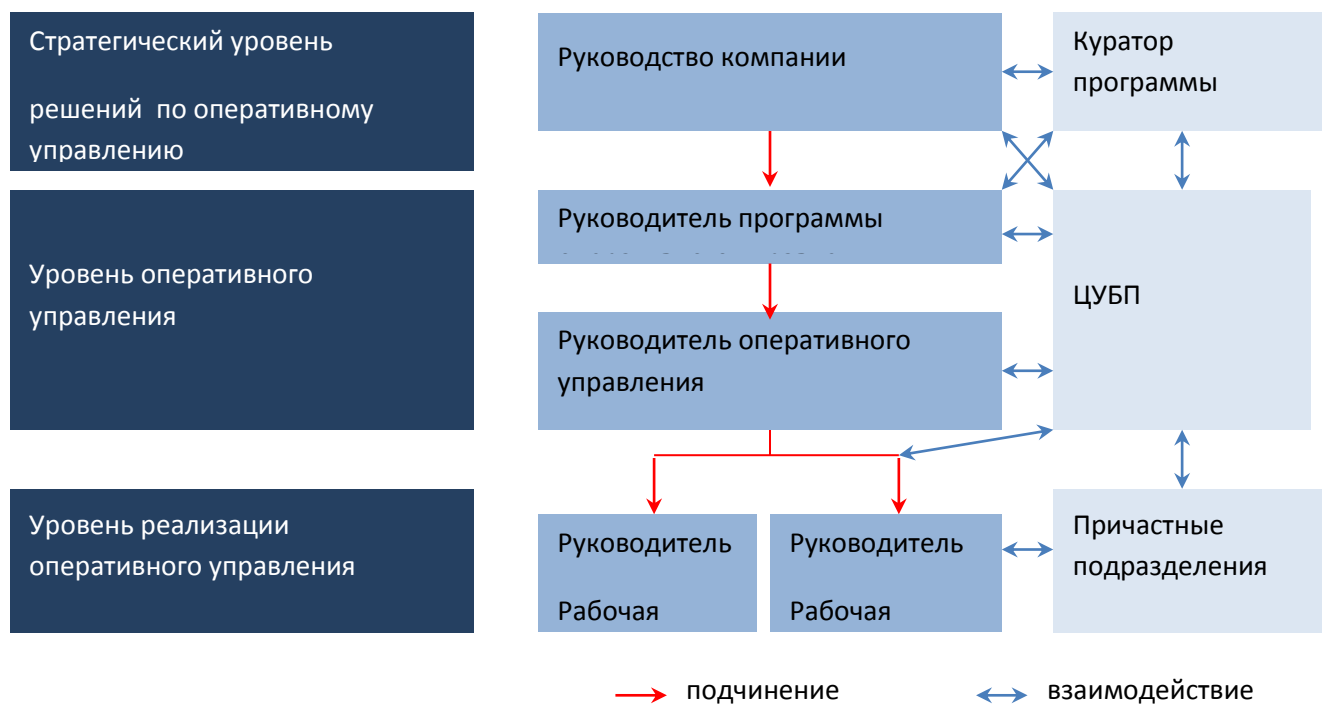 Стратегический уровень
решений по оперативному
управлению
Руководство компании
Куратор
программы
Уровень оперативного
управления
Руководитель программы
Руководитель оперативного
управления
ЦУБП
Уровень реализации
оперативного управления
Руководитель
Рабочая
Руководитель
Рабочая
Причастные
подразделения
подчинение
взаимодействие